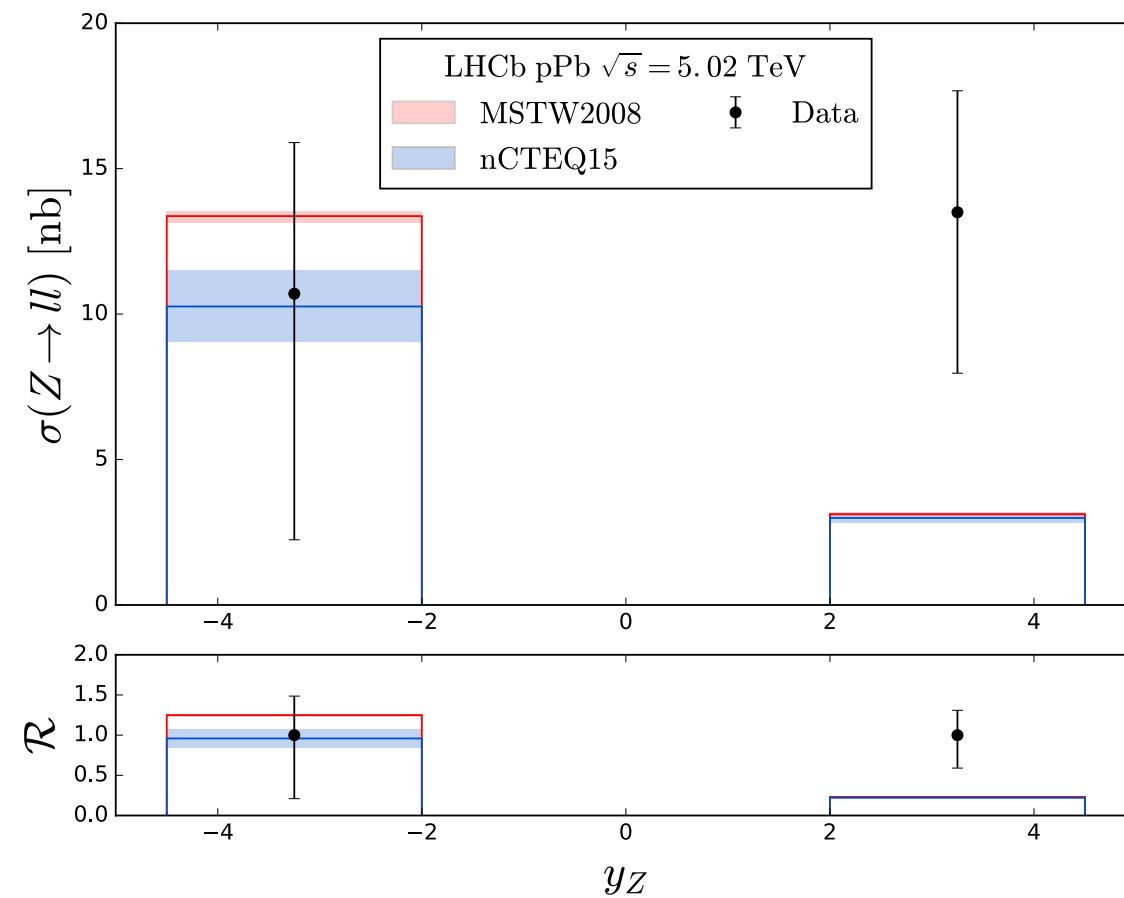 LHCb pPb √s = 5.02 TeV
MSTW2008
Data
nCTEQ15
σ(Z → ll) [nb]
20
15
10
5
0
−4 −2 0 2 4
ℛ
2.0
1.5
1.0
0.5
0.0
−4 −2 0 2 4
y_Z